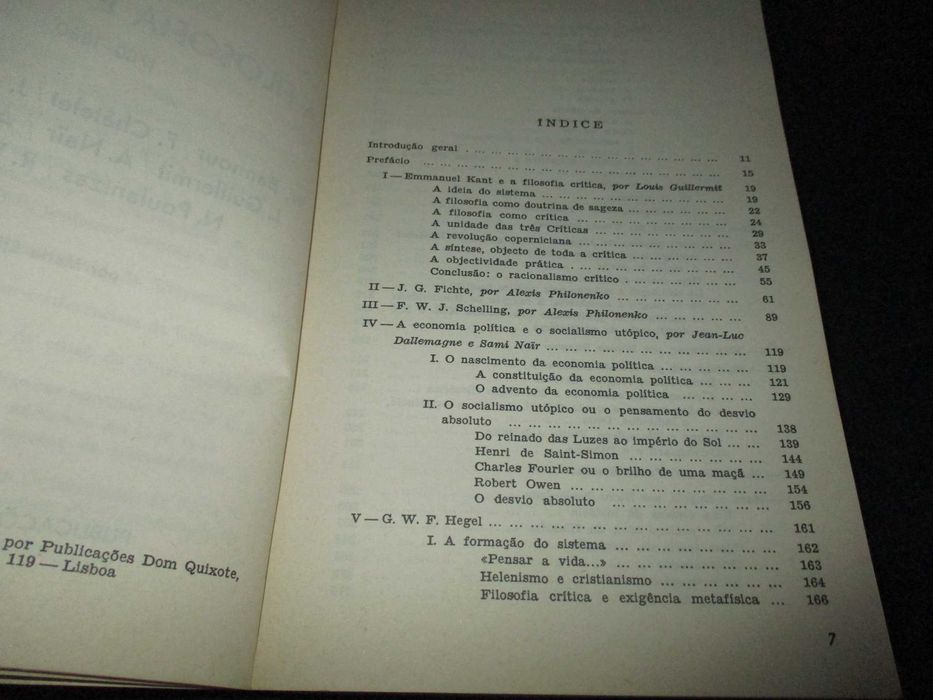 por Publicações Dom Quixote,
119 — Lisboa
ÍNDICE
Introdução geral . ... ... ... ... ... ... ... ... ... ... ... 11
Prefácio ... ... ... ... ... ... ... ... ... ... ... ... ... 15
I — Emmanuel Kant e a filosofia crítica, por Louis Guillermit 19
A ideia do sistema ... ... ... ... ... ... ... ... ... 19
A filosofia como doutrina de sageza ... ... ... ... ... 22
A filosofia como crítica ... ... ... ... ... ... ... ... 24
A unidade das três Críticas ... ... ... ... ... ... ... 29
A revolução coperniciana ... ... ... ... ... ... ... ... 33
A síntese, objecto de toda a crítica ... ... ... ... ... 37
A objectividade prática . ... ... ... ... ... ... ... ... 45
Conclusão: o racionalismo crítico . ... ... ... ... ... 55
II — J. G. Fichte, por Alexis Philonenko ... ... ... ... ... ... 61
III — F. W. J. Schelling, por Alexis Philonenko ... ... ... ... 89
IV — A economia política e o socialismo utópico, por Jean-Luc
Dallemagne e Sami Naïr ... ... ... ... ... ... ... ... ... 119
I. O nascimento da economia política ... ... ... ... ... 119
A constituição da economia política ... ... ... 121
O advento da economia política ... ... ... ... 129
II. O socialismo utópico ou o pensamento do desvio
absoluto ... ... ... ... ... ... ... ... ... ... ... ... 138
Do reinado das Luzes ao império do Sol ... ... 139
Henri de Saint-Simon ... ... ... ... ... ... ... 144
Charles Fourier ou o brilho de uma maçã ... 149
Robert Owen ... ... ... ... ... ... ... ... ... 154
O desvio absoluto ... ... ... ... ... ... ... ... 156
V — G. W. F. Hegel ... ... ... ... ... ... ... ... ... ... ... ... 161
I. A formação do sistema ... ... ... ... ... ... ... ... 162
«Pensar a vida...» ... ... ... ... ... ... ... ... 163
Helenismo e cristianismo ... ... ... ... ... ... 164
Filosofia crítica e exigência metafísica ... 166
7